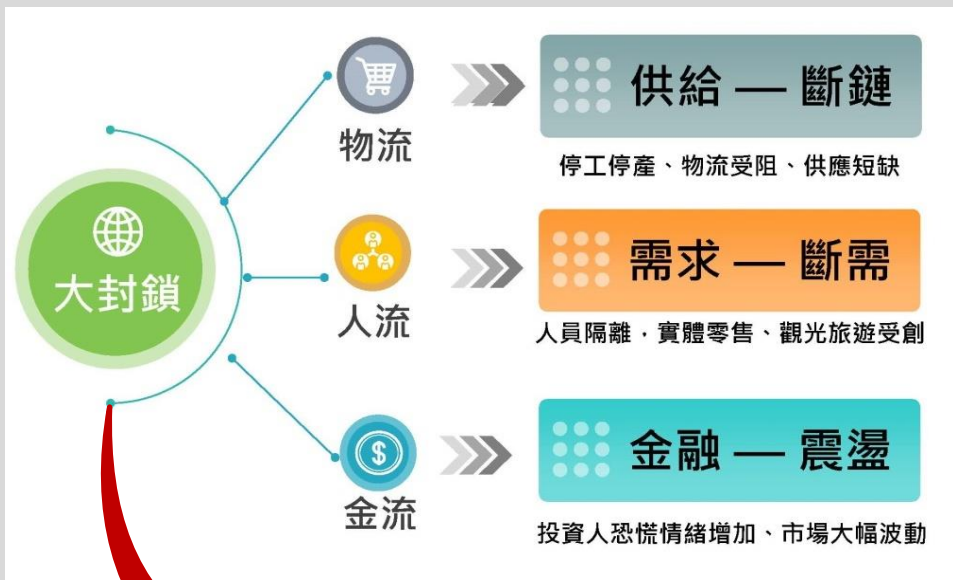 大封鎖
物流
供給 — 斷鏈
停工停產、物流受阻、供應短缺
人流
需求 — 斷需
人員隔離．實體零售、觀光旅遊受創
$
金流
金融 — 震盪
投資人恐慌情緒增加、市場大幅波動